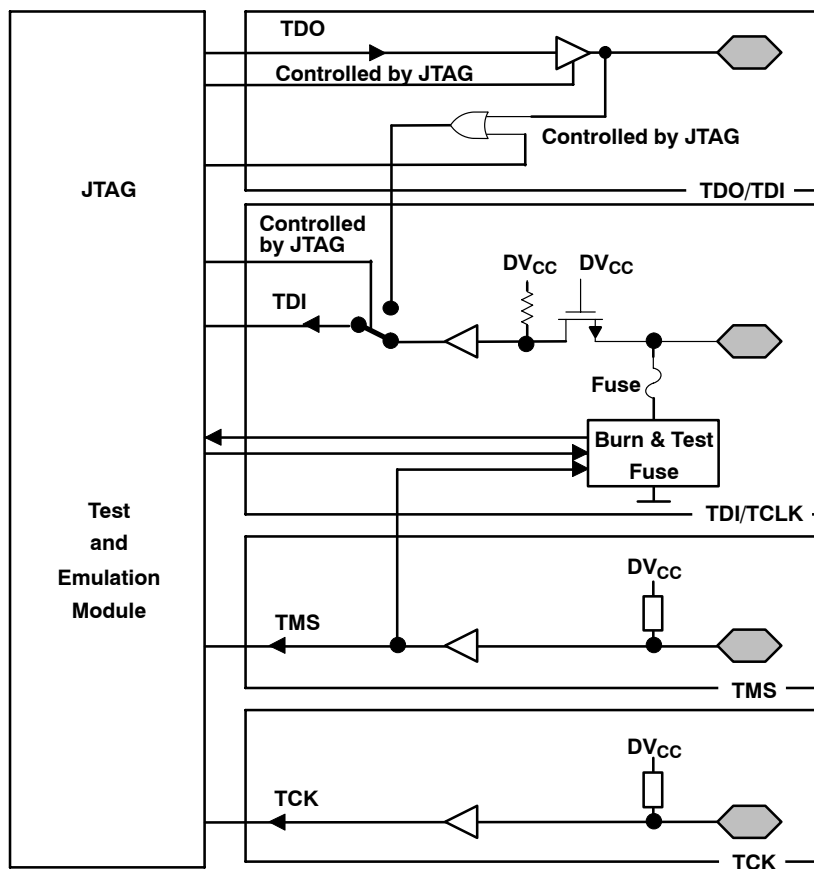 TDO
Controlled by JTAG
Controlled by JTAG
JTAG
TDO/TDI
Controlled
by JTAG
DVCC
DVCC
TDI
Fuse
Burn & Test
Fuse
TDI/TCLK
Test
and
Emulation
Module
DVCC
TMS
TMS
DVCC
TCK
TCK